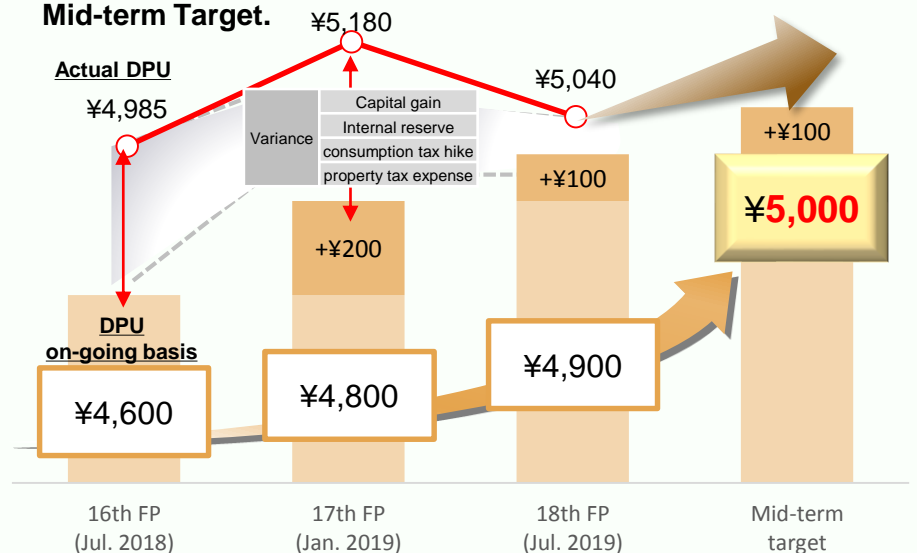 Mid-term Target.
¥5,180
Actual DPU
¥4,985
¥5,040
Variance
Capital gain
Internal reserve
consumption tax hike
property tax expense
+¥100
+¥100
¥5,000
+¥200
DPU
on-going basis
¥4,600
¥4,800
¥4,900
16th FP
(Jul. 2018)
17th FP
(Jan. 2019)
18th FP
(Jul. 2019)
Mid-term
target